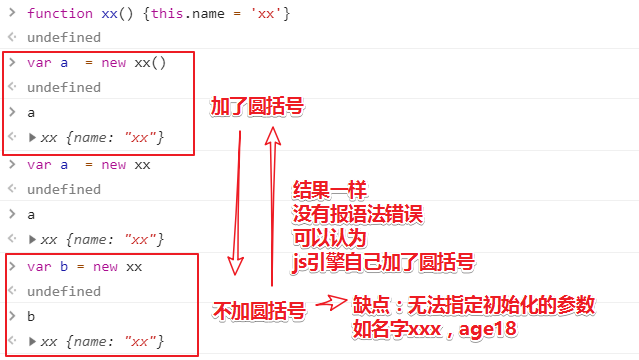 function xx() {this.name = 'xx'}
undefined
var a  = new xx()
undefined
a
xx {name: "xx"}
加了圆括号
var a  = new xx
undefined
a
xx {name: "xx"}
结果一样
没有报语法错误
可以认为
js引擎自己加了圆括号
var b = new xx
undefined
b
xx {name: "xx"}
不加圆括号
缺点：无法指定初始化的参数
如名字xxx，age18